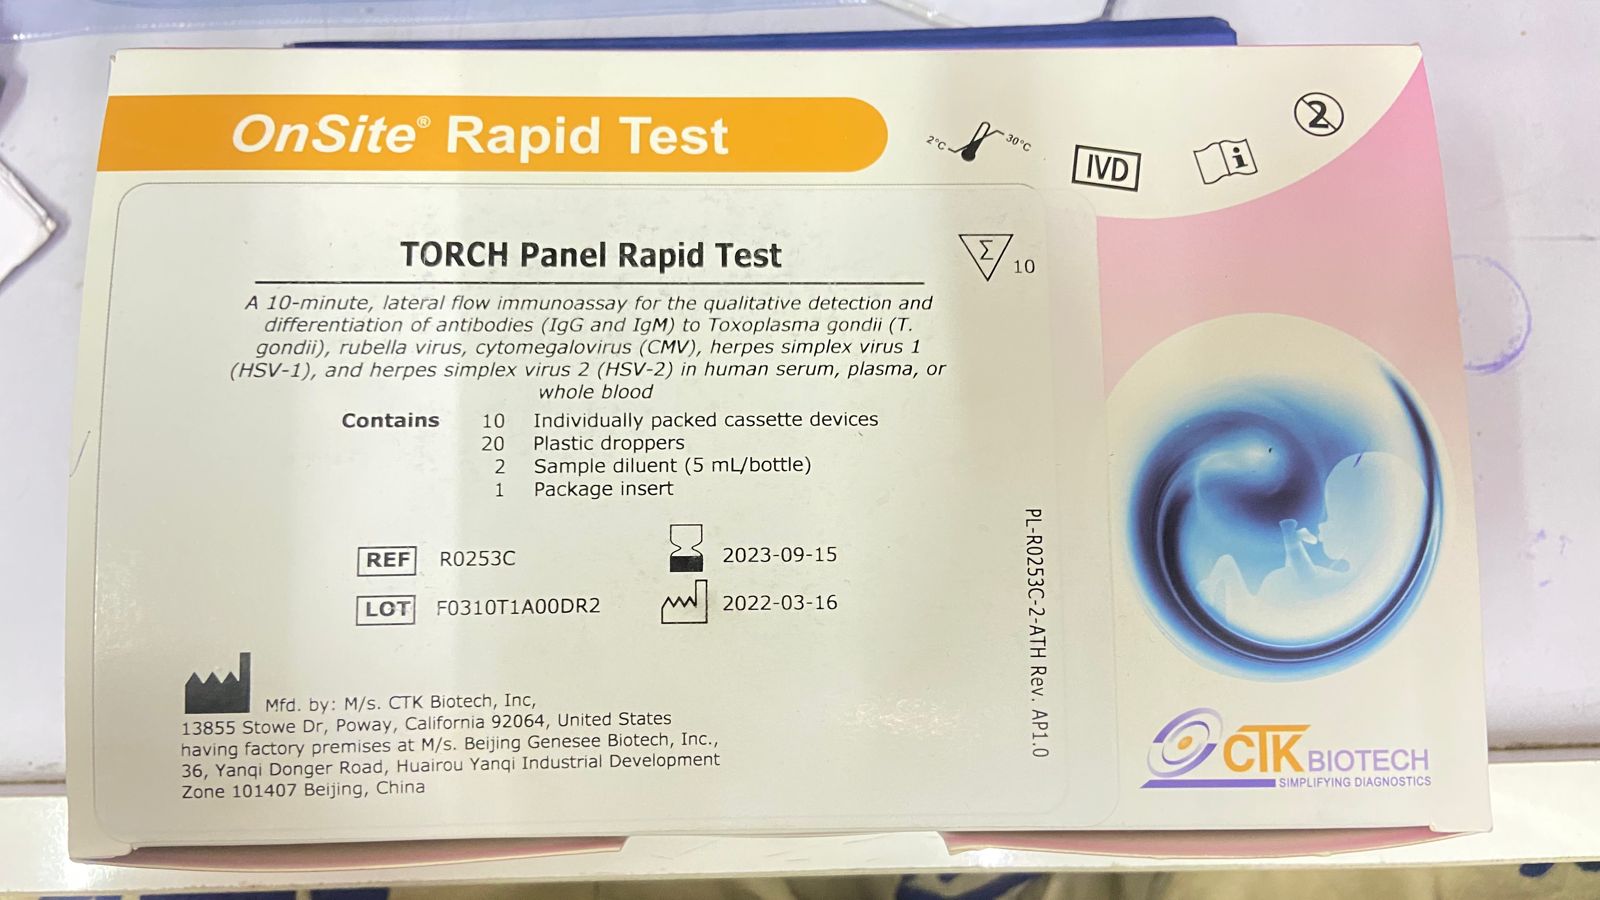 OnSite® Rapid Test
2°C
30°C
IVD
i
2
TORCH Panel Rapid Test
Σ
10
A 10-minute, lateral flow immunoassay for the qualitative detection and
differentiation of antibodies (IgG and IgM) to Toxoplasma gondii (T.
gondii), rubella virus, cytomegalovirus (CMV), herpes simplex virus 1
(HSV-1), and herpes simplex virus 2 (HSV-2) in human serum, plasma, or
whole blood
Contains 10 Individually packed cassette devices
20 Plastic droppers
2 Sample diluent (5 mL/bottle)
1 Package insert
REF R0253C 2023-09-15
LOT F0310T1A00DR2 2022-03-16
Mfd. by: M/s. CTK Biotech, Inc,
13855 Stowe Dr, Poway, California 92064, United States
having factory premises at M/s. Beijing Genesee Biotech, Inc.,
36, Yanqi Donger Road, Huairou Yanqi Industrial Development
Zone 101407 Beijing, China
PL-R0253C-2-ATH Rev. AP1.0
CTK BIOTECH
SIMPLIFYING DIAGNOSTICS